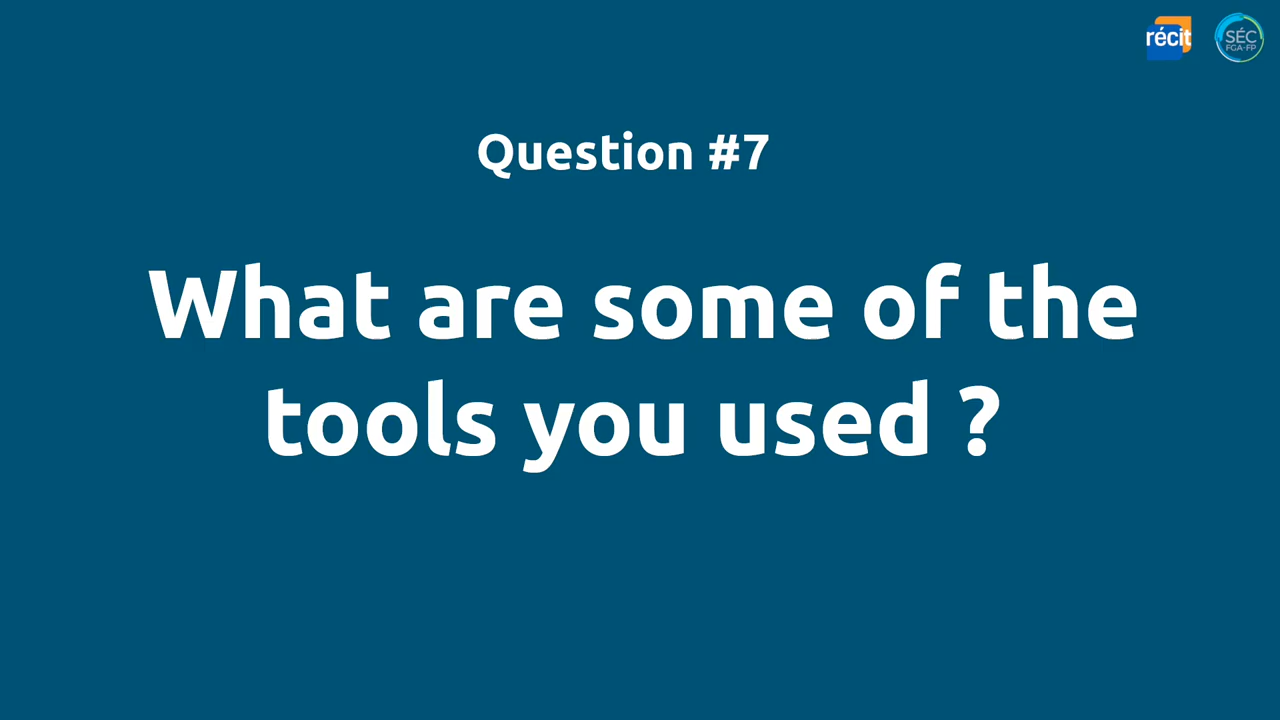 récit
SÉC
FGA-FP
Question #7
What are some of the
tools you used ?